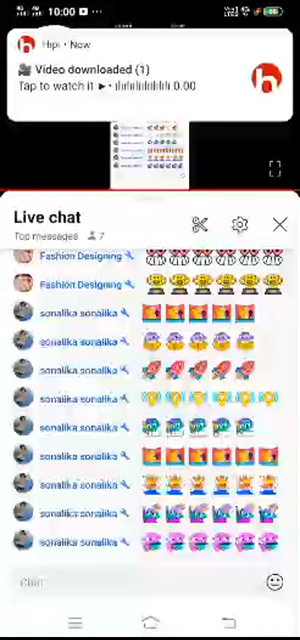 10:00
Hipi • Now
Video downloaded (1)
Tap to watch it ►• ılıılıılıılıılıılı 0.00
Live chat
Top messages 7
Fashion Designing
Fashion Designing
sonalika sonalika
sonalika sonalika
sonalika sonalika
sonalika sonalika
sonalika sonalika
sonalika sonalika
sonalika sonalika
sonalika sonalika
sonalika sonalika
Chat